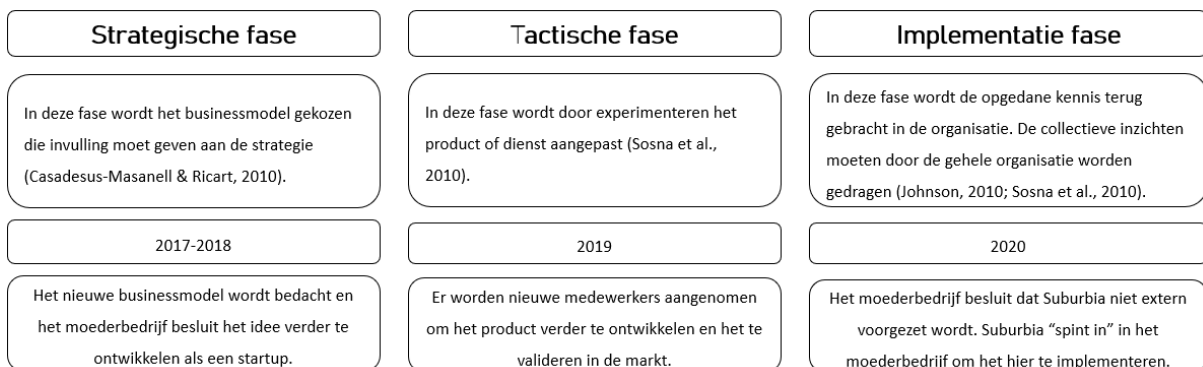 Strategische fase
In deze fase wordt het businessmodel gekozen
die invulling moet geven aan de strategie
(Casadesus-Masanell & Ricart, 2010).
2017-2018
Het nieuwe businessmodel wordt bedacht en
het moederbedrijf besluit het idee verder te
ontwikkelen als een startup.
Tactische fase
In deze fase wordt door experimenteren het
product of dienst aangepast (Sosna et al.,
2010).
2019
Er worden nieuwe medewerkers aangenomen
om het product verder te ontwikkelen en het te
valideren in de markt.
Implementatie fase
In deze fase wordt de opgedane kennis terug
gebracht in de organisatie. De collectieve inzichten
moeten door de gehele organisatie worden
gedragen (Johnson, 2010; Sosna et al., 2010).
2020
Het moederbedrijf besluit dat Suburbia niet extern
voorgezet wordt. Suburbia “spint in” in het
moederbedrijf om het hier te implementeren.